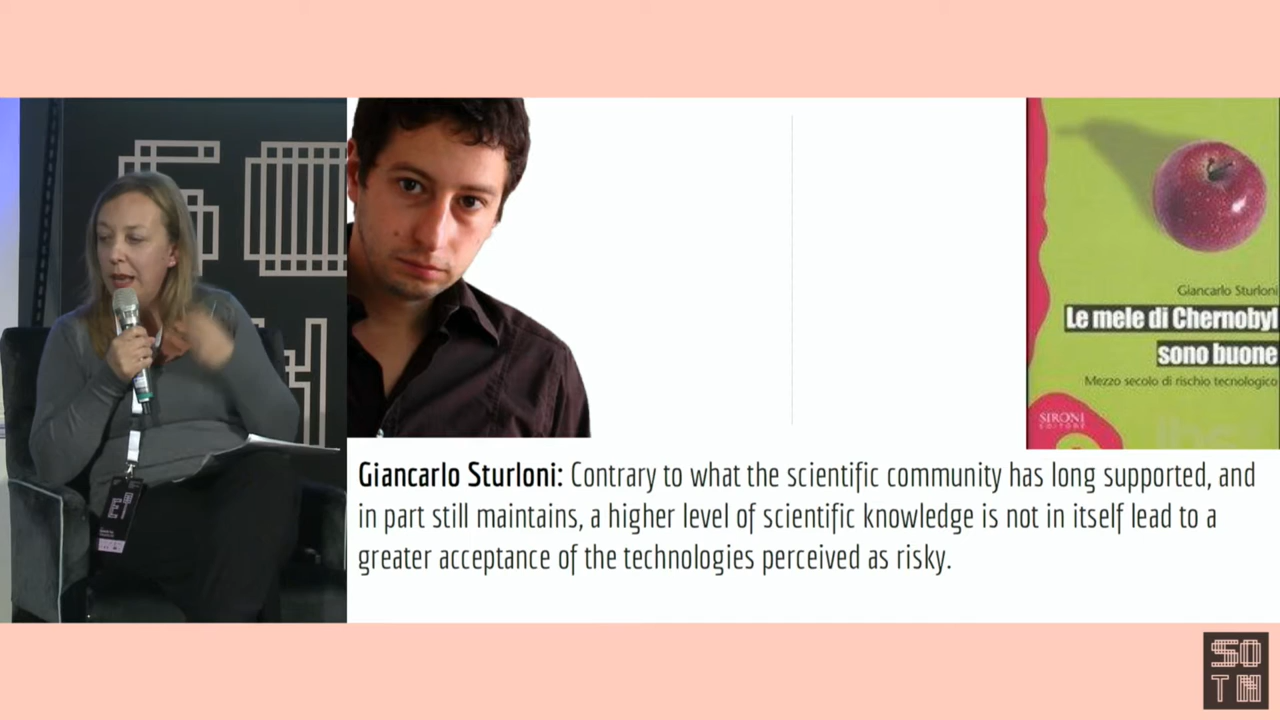 Giancarlo Sturloni
Le mele di Chernobyl
sono buone
Mezzo secolo di rischio tecnologico
SIRONI
EDITORE
Giancarlo Sturloni: Contrary to what the scientific community has long supported, and
in part still maintains, a higher level of scientific knowledge is not in itself lead to a
greater acceptance of the technologies perceived as risky.
SO
TN